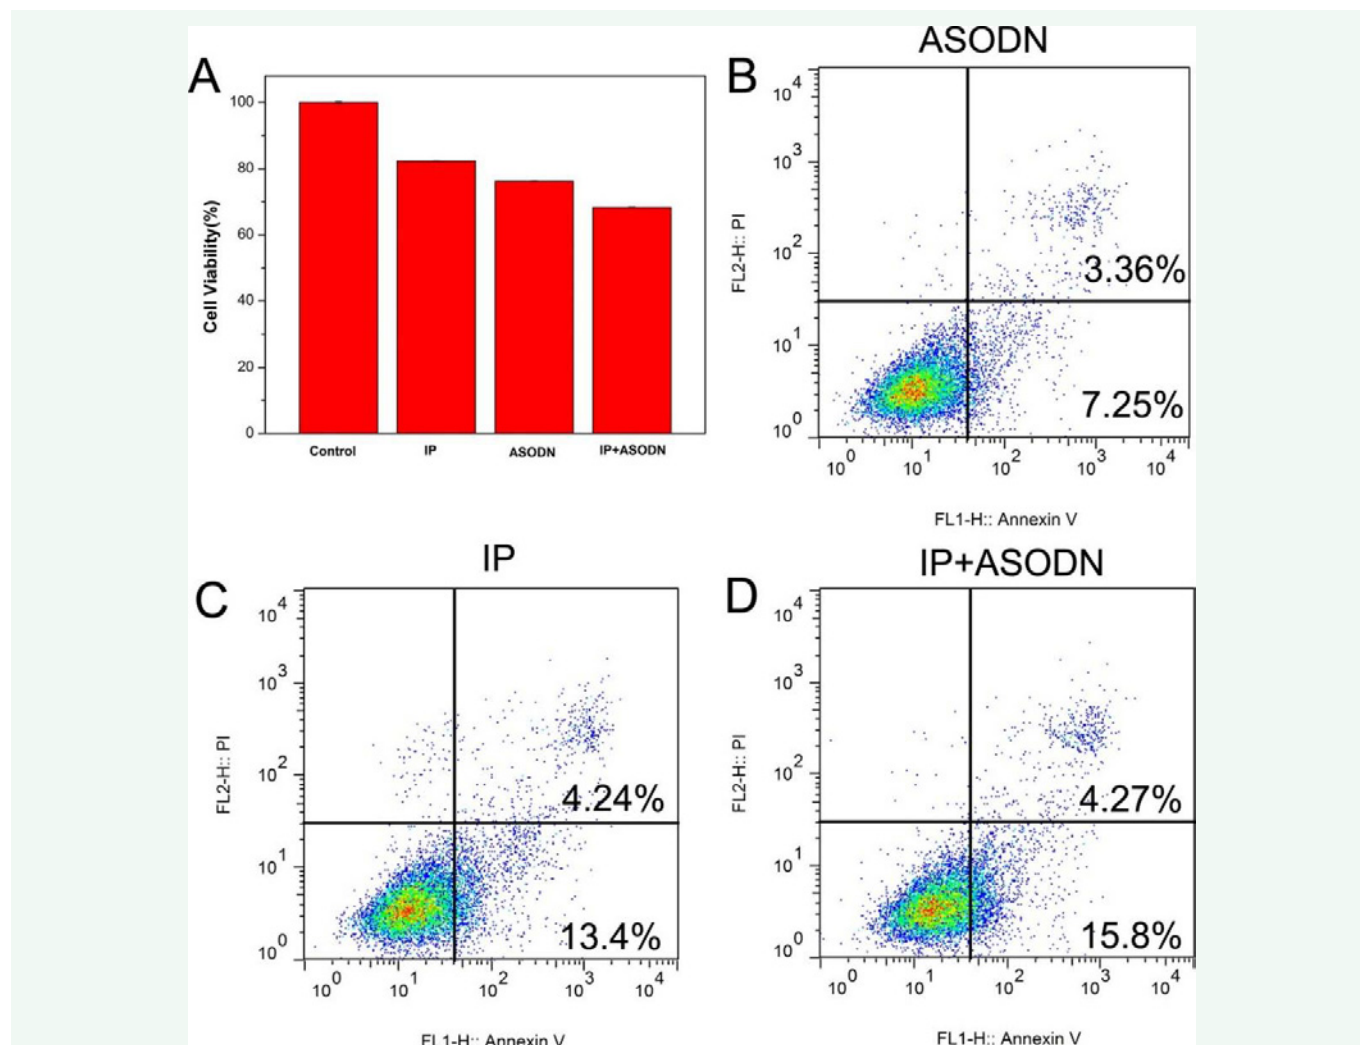 A
100
80
60
40
20
0
Cell Viability(%)
Control IP ASODN IP+ASODN
ASODN
B
10^4
10^3
10^2
10^1
10^0
FL2-H:: PI
3.36%
7.25%
10^0 10^1 10^2 10^3 10^4
FL1-H:: Annexin V
IP
C
10^4
10^3
10^2
10^1
10^0
FL2-H:: PI
4.24%
13.4%
10^0 10^1 10^2 10^3 10^4
FL1-H:: Annexin V
IP+ASODN
D
10^4
10^3
10^2
10^1
10^0
FL2-H:: PI
4.27%
15.8%
10^0 10^1 10^2 10^3 10^4
FL1-H:: Annexin V